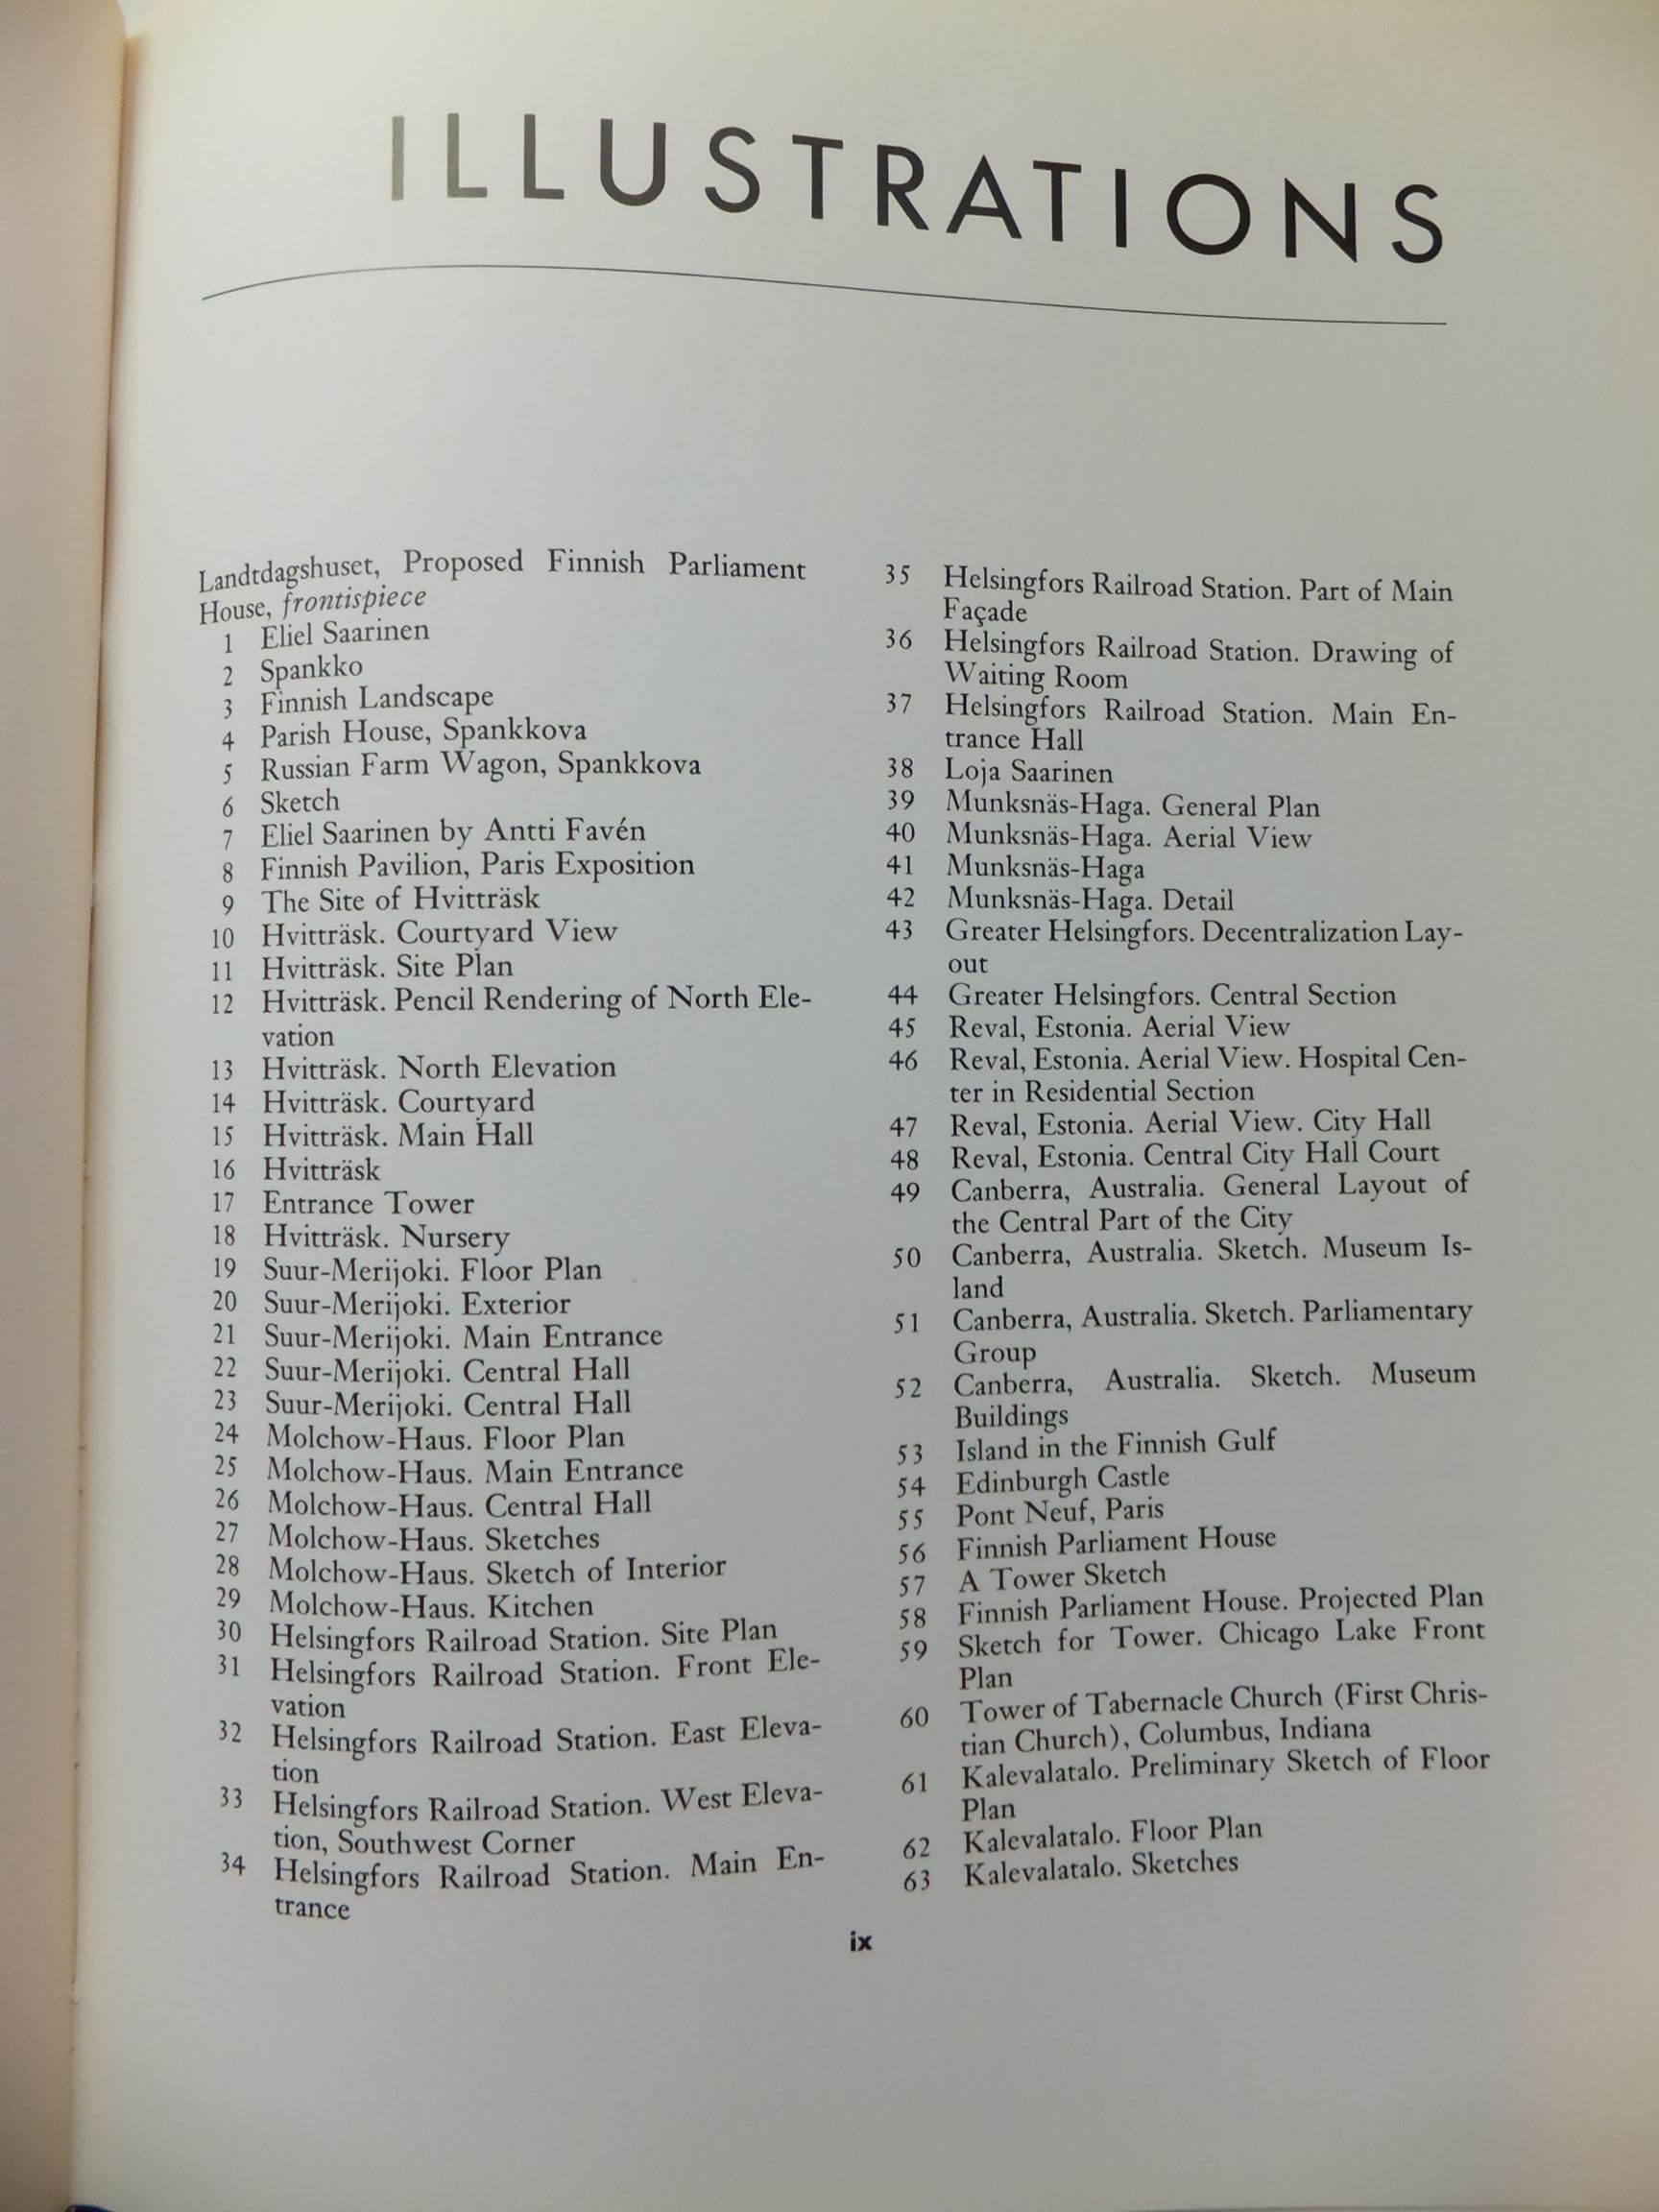 ILLUSTRATIONS
Landtdagshuset, Proposed Finnish Parliament
House, frontispiece
1 Eliel Saarinen
2 Spankko
3 Finnish Landscape
4 Parish House, Spankkova
5 Russian Farm Wagon, Spankkova
6 Sketch
7 Eliel Saarinen by Antti Favén
8 Finnish Pavilion, Paris Exposition
9 The Site of Hvitträsk
10 Hvitträsk. Courtyard View
11 Hvitträsk. Site Plan
12 Hvitträsk. Pencil Rendering of North Ele-
vation
13 Hvitträsk. North Elevation
14 Hvitträsk. Courtyard
15 Hvitträsk. Main Hall
16 Hvitträsk
17 Entrance Tower
18 Hvitträsk. Nursery
19 Suur-Merijoki. Floor Plan
20 Suur-Merijoki. Exterior
21 Suur-Merijoki. Main Entrance
22 Suur-Merijoki. Central Hall
23 Suur-Merijoki. Central Hall
24 Molchow-Haus. Floor Plan
25 Molchow-Haus. Main Entrance
26 Molchow-Haus. Central Hall
27 Molchow-Haus. Sketches
28 Molchow-Haus. Sketch of Interior
29 Molchow-Haus. Kitchen
30 Helsingfors Railroad Station. Site Plan
31 Helsingfors Railroad Station. Front Ele-
vation
32 Helsingfors Railroad Station. East Eleva-
tion
33 Helsingfors Railroad Station. West Eleva-
tion, Southwest Corner
34 Helsingfors Railroad Station. Main En-
trance
35 Helsingfors Railroad Station. Part of Main
Façade
36 Helsingfors Railroad Station. Drawing of
Waiting Room
37 Helsingfors Railroad Station. Main En-
trance Hall
38 Loja Saarinen
39 Munksnäs-Haga. General Plan
40 Munksnäs-Haga. Aerial View
41 Munksnäs-Haga
42 Munksnäs-Haga. Detail
43 Greater Helsingfors. Decentralization Lay-
out
44 Greater Helsingfors. Central Section
45 Reval, Estonia. Aerial View
46 Reval, Estonia. Aerial View. Hospital Cen-
ter in Residential Section
47 Reval, Estonia. Aerial View. City Hall
48 Reval, Estonia. Central City Hall Court
49 Canberra, Australia. General Layout of
the Central Part of the City
50 Canberra, Australia. Sketch. Museum Is-
land
51 Canberra, Australia. Sketch. Parliamentary
Group
52 Canberra, Australia. Sketch. Museum
Buildings
53 Island in the Finnish Gulf
54 Edinburgh Castle
55 Pont Neuf, Paris
56 Finnish Parliament House
57 A Tower Sketch
58 Finnish Parliament House. Projected Plan
59 Sketch for Tower. Chicago Lake Front
Plan
60 Tower of Tabernacle Church (First Chris-
tian Church), Columbus, Indiana
61 Kalevalatalo. Preliminary Sketch of Floor
Plan
62 Kalevalatalo. Floor Plan
63 Kalevalatalo. Sketches
ix